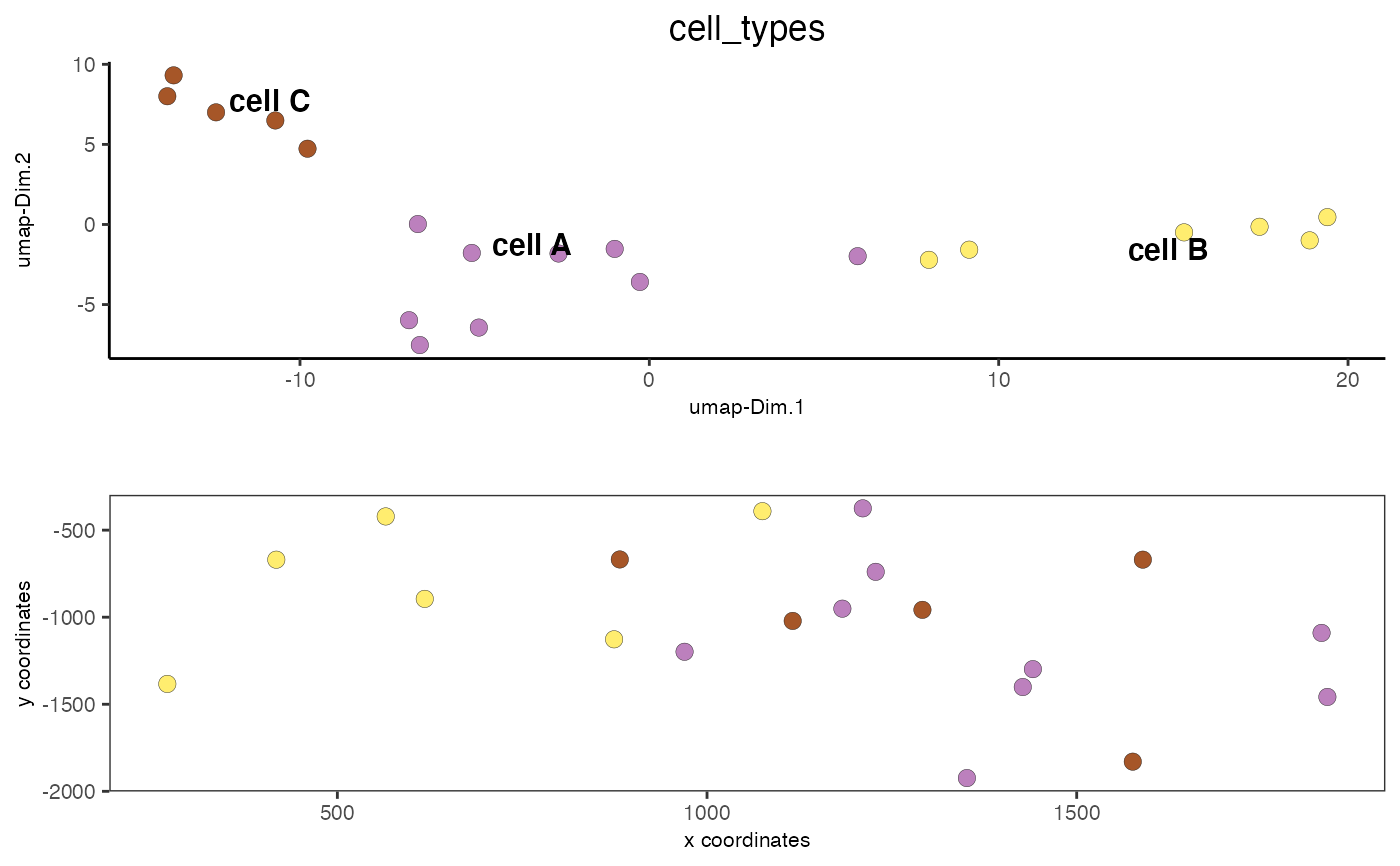 cell_types
umap-Dim.2
10
5
0
-5
cell C
cell A
cell B
-10 0 10 20
umap-Dim.1
y coordinates
-500
-1000
-1500
-2000
500 1000 1500
x coordinates